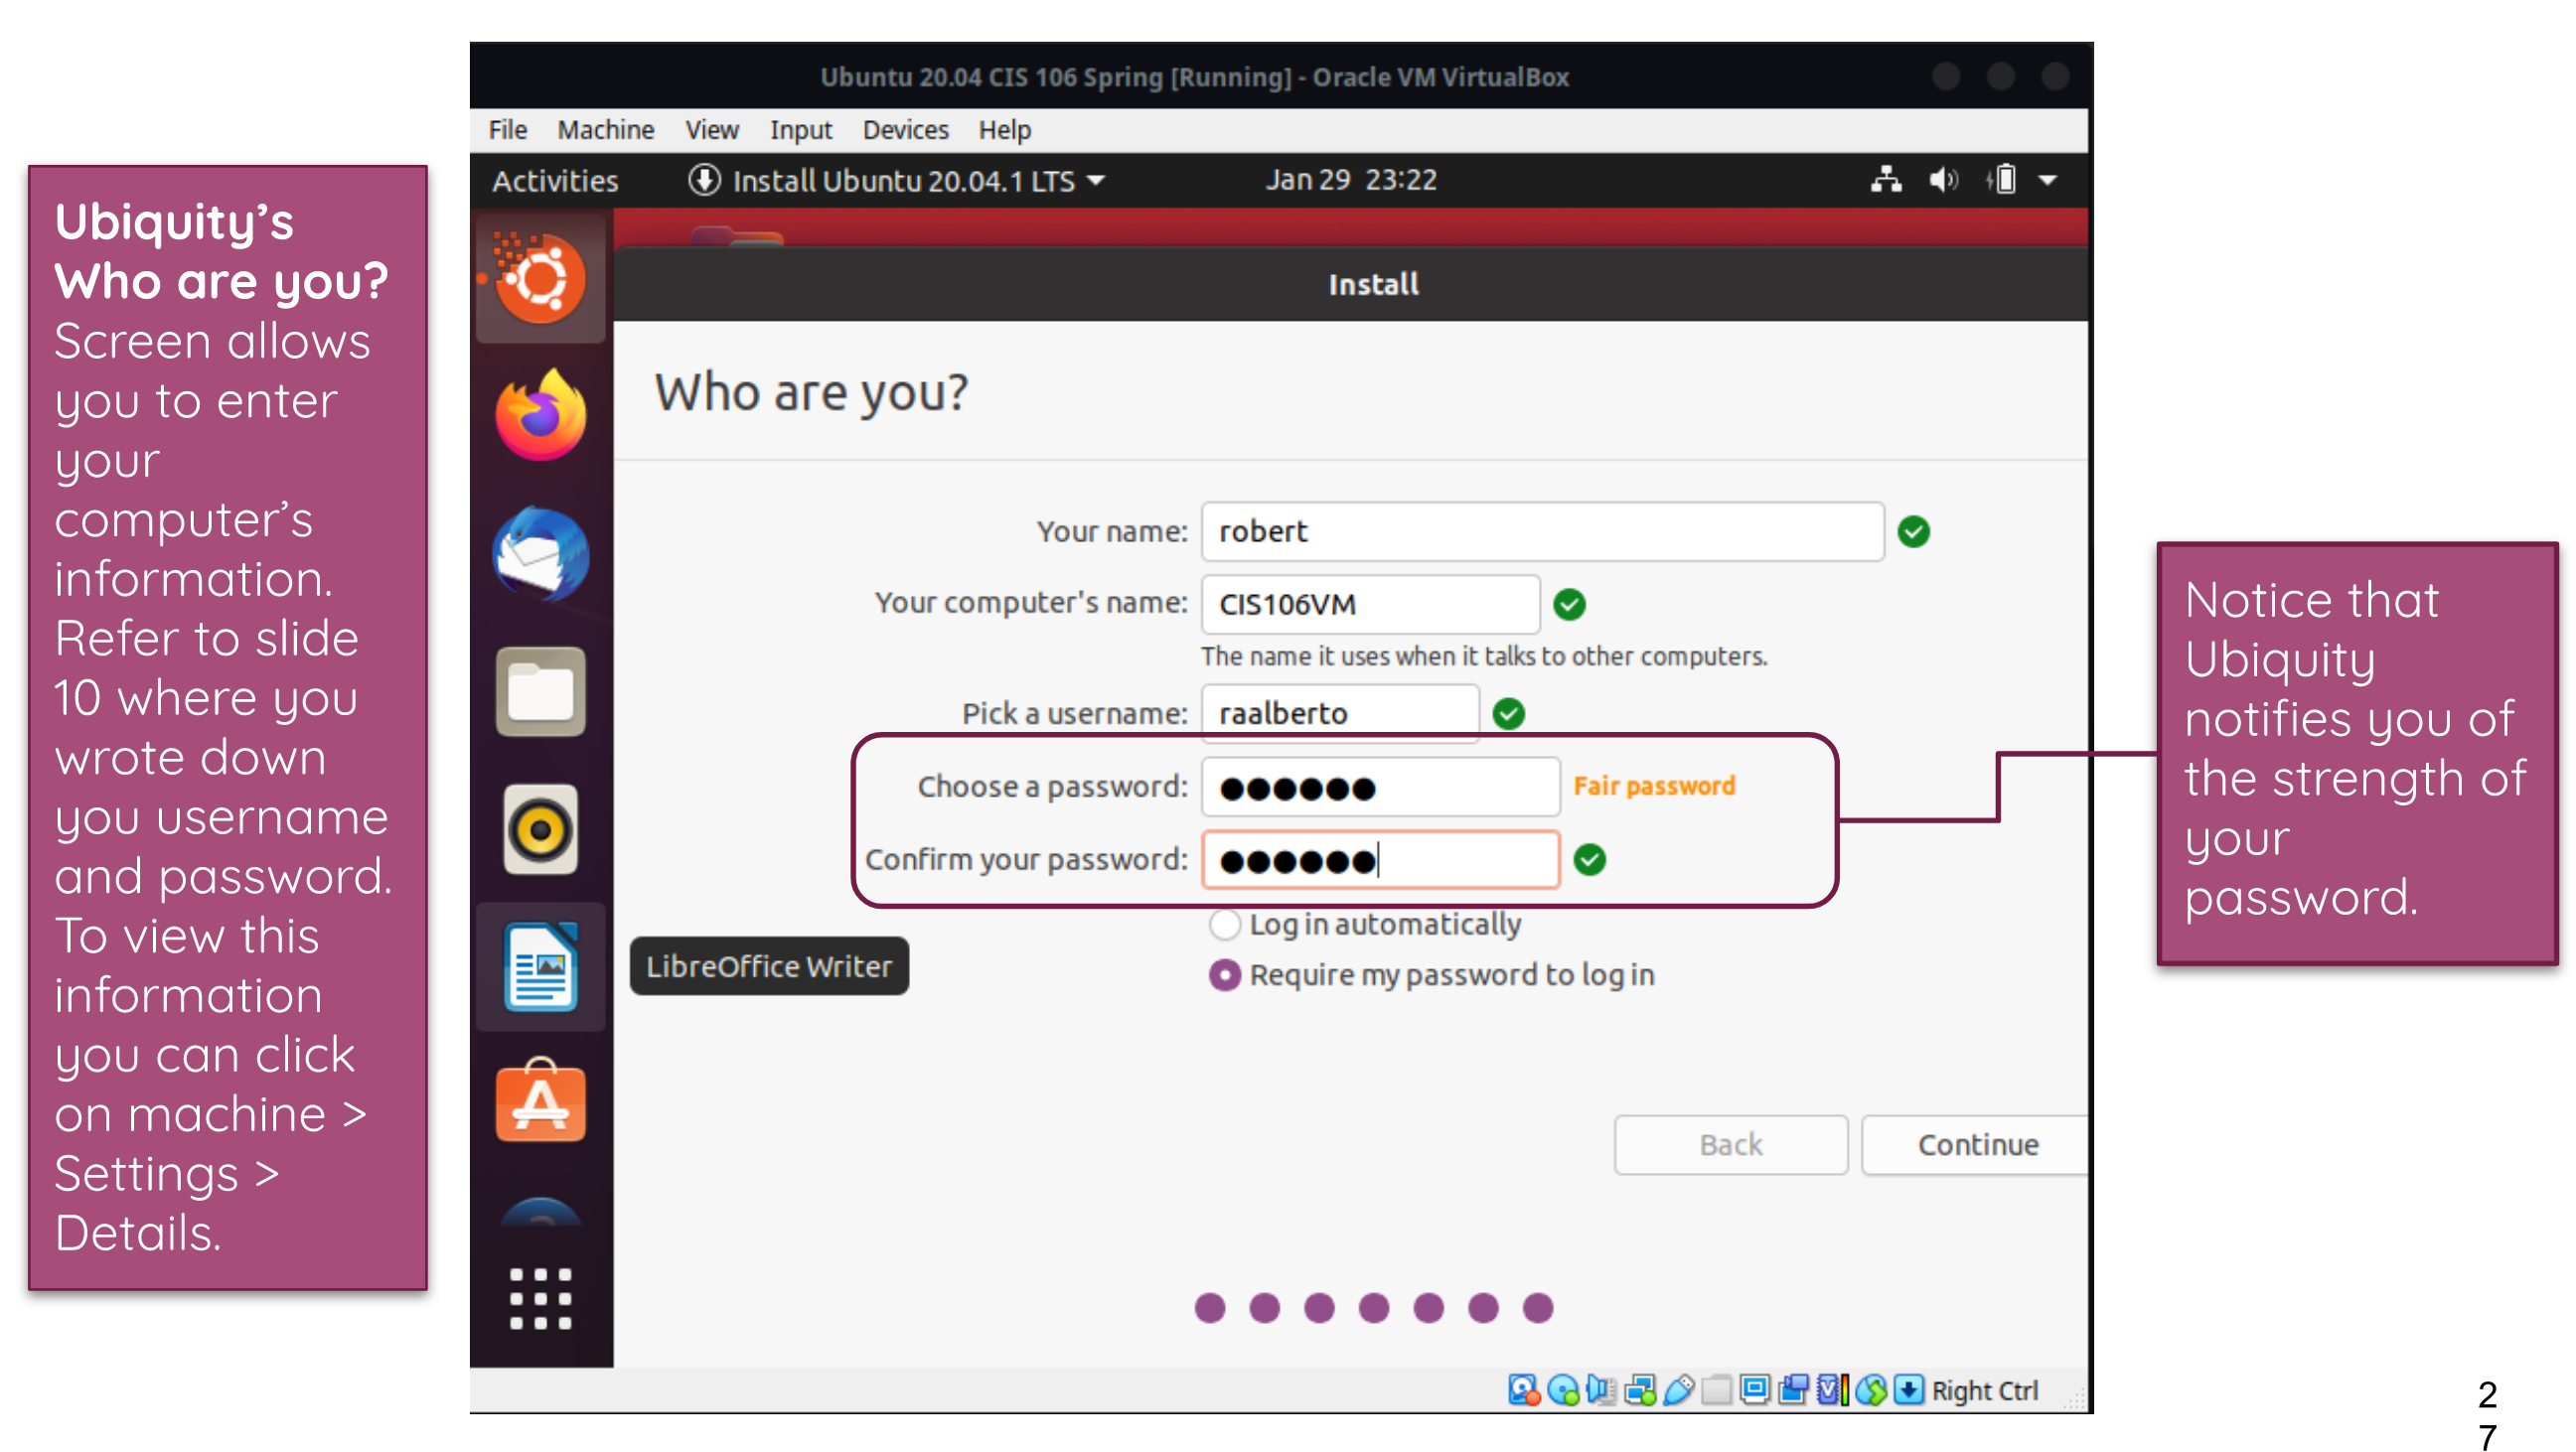 Ubiquity’s
Who are you?
Screen allows
you to enter
your
computer’s
information.
Refer to slide
10 where you
wrote down
you username
and password.
To view this
information
you can click
on machine >
Settings >
Details.
Ubuntu 20.04 CIS 106 Spring [Running] - Oracle VM VirtualBox
File Machine View Input Devices Help
Activities Install Ubuntu 20.04.1 LTS Jan 29 23:22
Install
Who are you?
Your name: robert
Your computer's name: CIS106VM
The name it uses when it talks to other computers.
Pick a username: raalberto
Choose a password: ●●●●●● Fair password
Confirm your password: ●●●●●●
Log in automatically
LibreOffice Writer
Require my password to log in
Back Continue
Right Ctrl
Notice that
Ubiquity
notifies you of
the strength of
your
password.
2
7